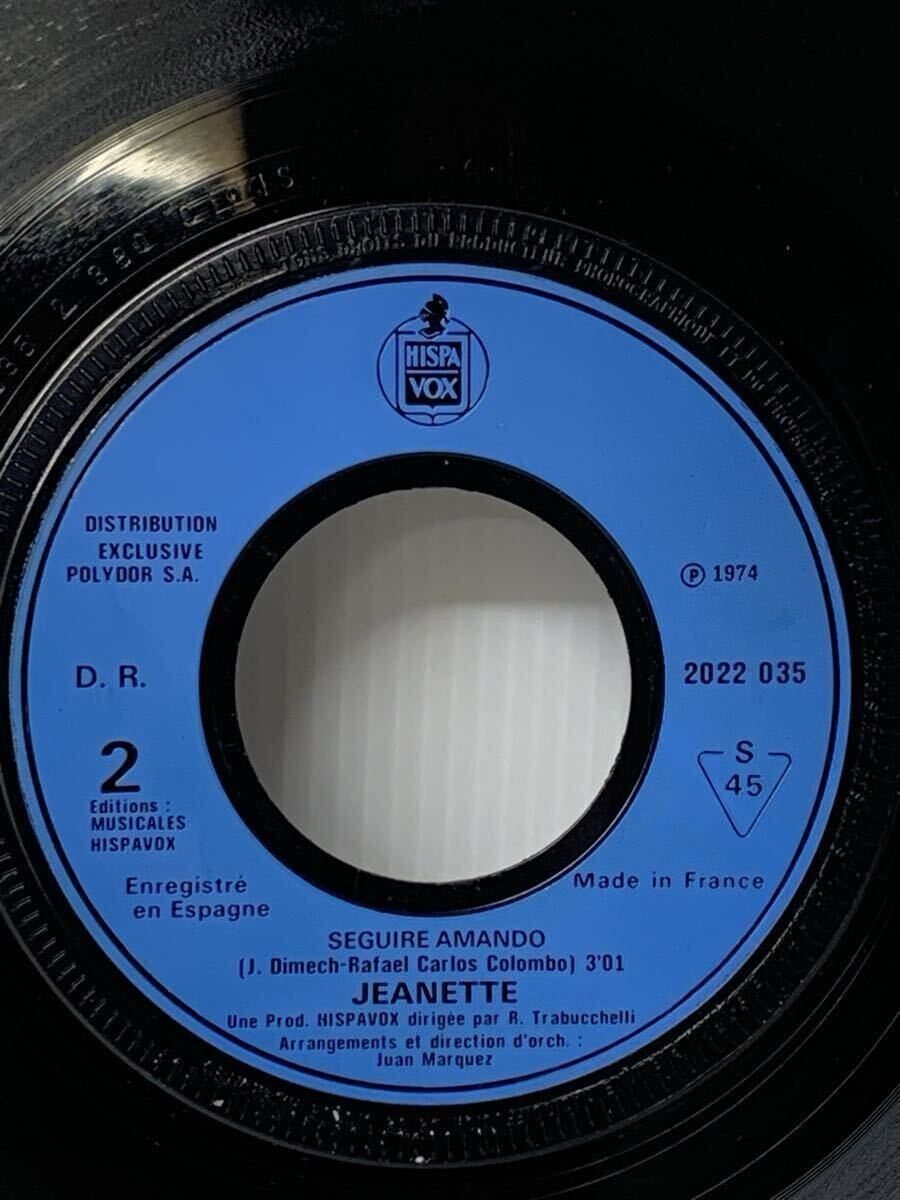 HISPA
VOX
DISTRIBUTION
EXCLUSIVE
POLYDOR S.A.
℗ 1974
D. R.
2022 035
2
S
45
Editions :
MUSICALES
HISPAVOX
Enregistré
en Espagne
Made in France
SEGUIRE AMANDO
(J. Dimech-Rafael Carlos Colombo) 3'01
JEANETTE
Une Prod. HISPAVOX dirigée par R. Trabucchelli
Arrangements et direction d'orch. :
Juan Marquez